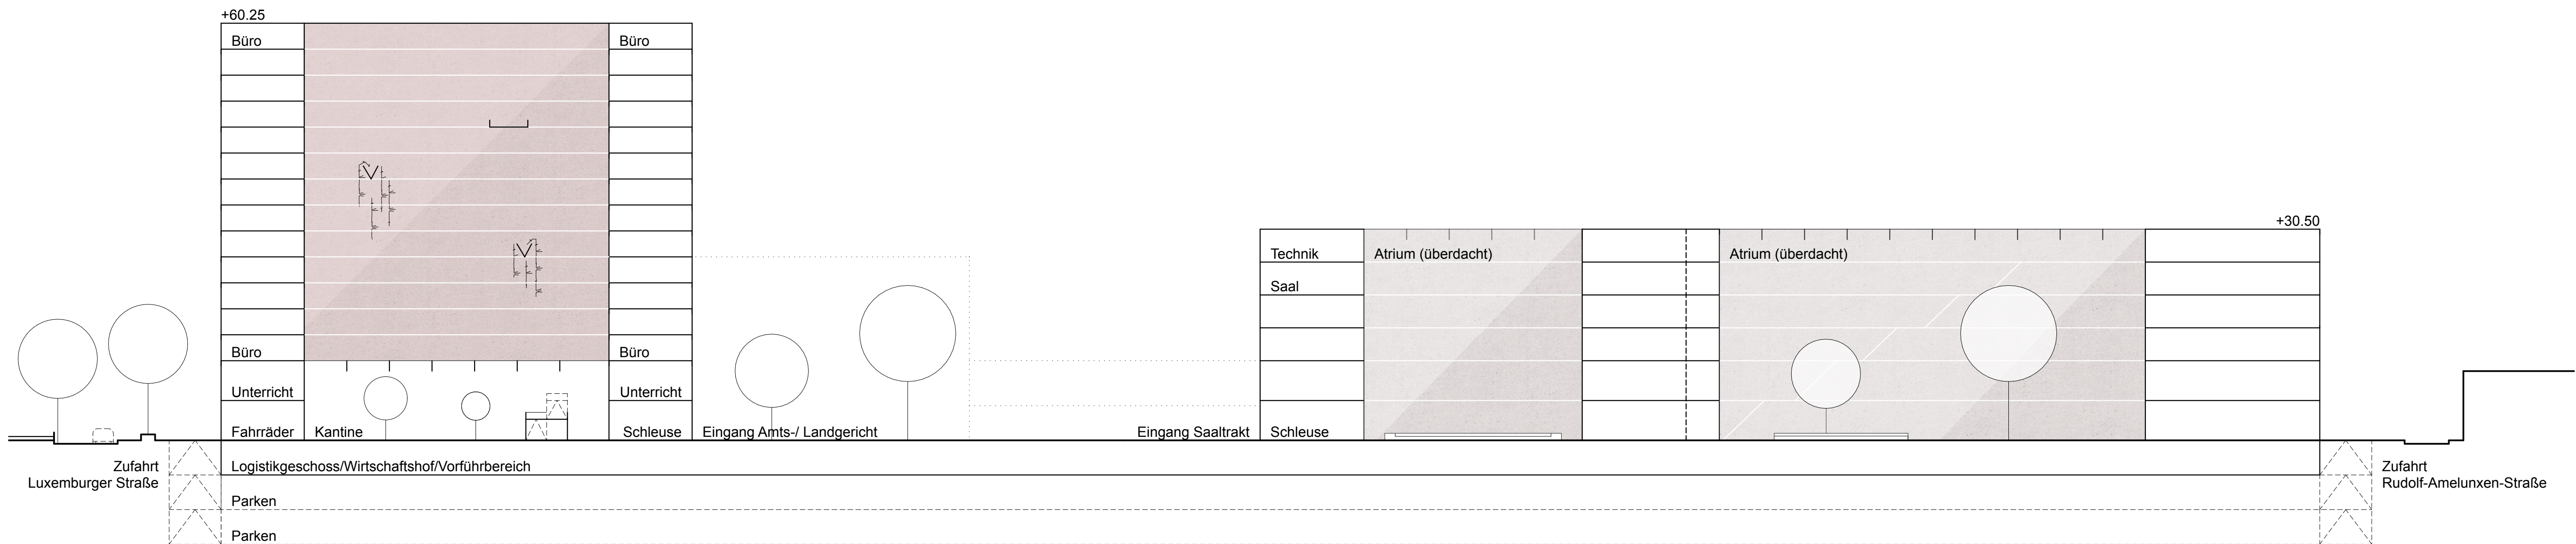 +60.25
Büro
Büro
+30.50
Technik
Atrium (überdacht)
Atrium (überdacht)
Saal
Büro
Büro
Unterricht
Unterricht
Fahrräder
Kantine
Schleuse
Eingang Amts-/ Landgericht
Eingang Saaltrakt
Schleuse
Zufahrt
Luxemburger Straße
Logistikgeschoss/Wirtschaftshof/Vorführbereich
Zufahrt
Rudolf-Amelunxen-Straße
Parken
Parken